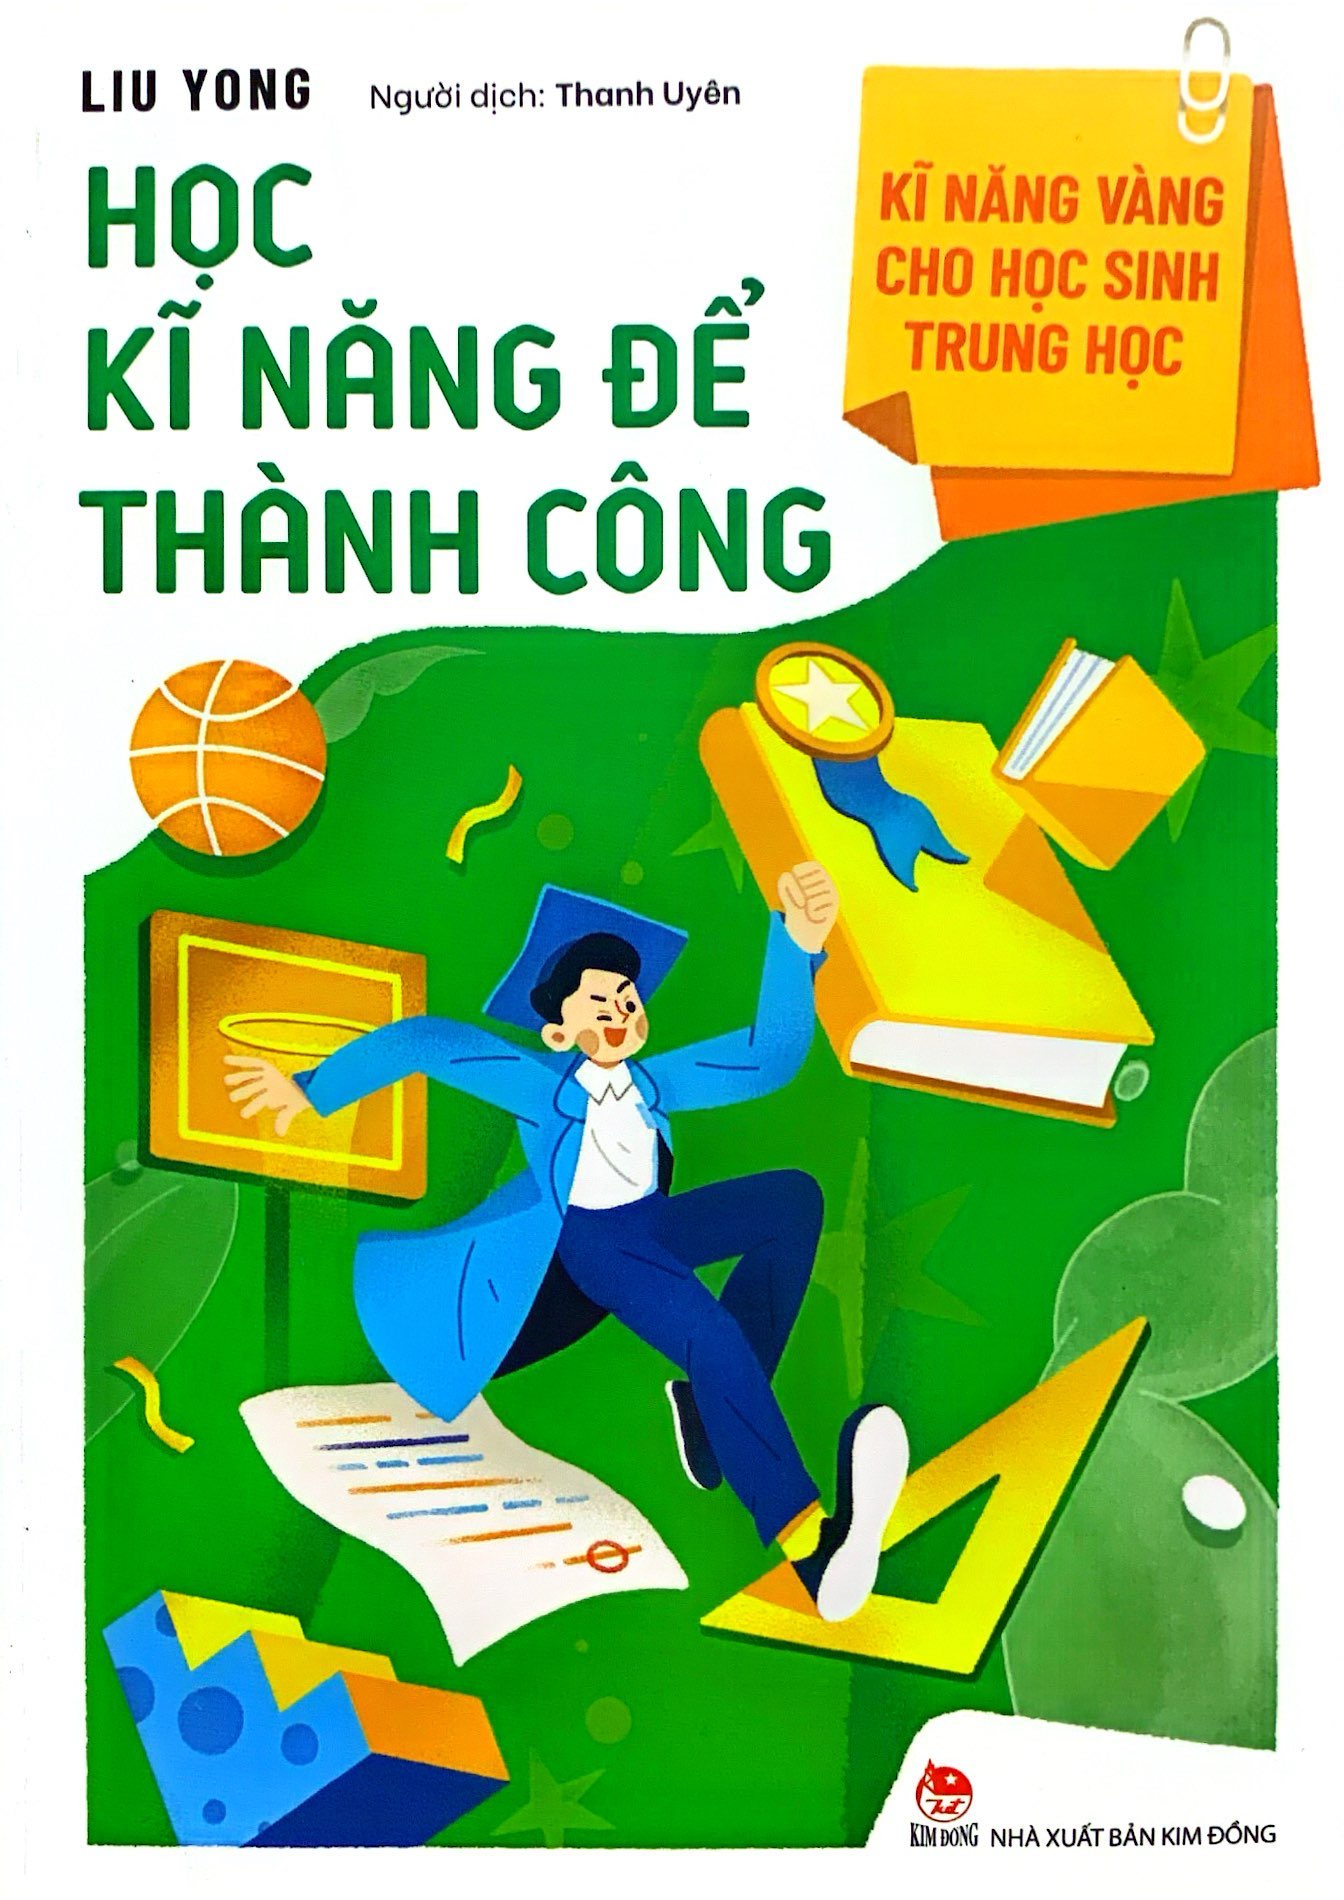 LIU YONG
Người dịch: Thanh Uyên
HỌC
KĨ NĂNG ĐỂ
THÀNH CÔNG
KĨ NĂNG VÀNG
CHO HỌC SINH
TRUNG HỌC
KIM ĐỒNG
NHÀ XUẤT BẢN KIM ĐỒNG